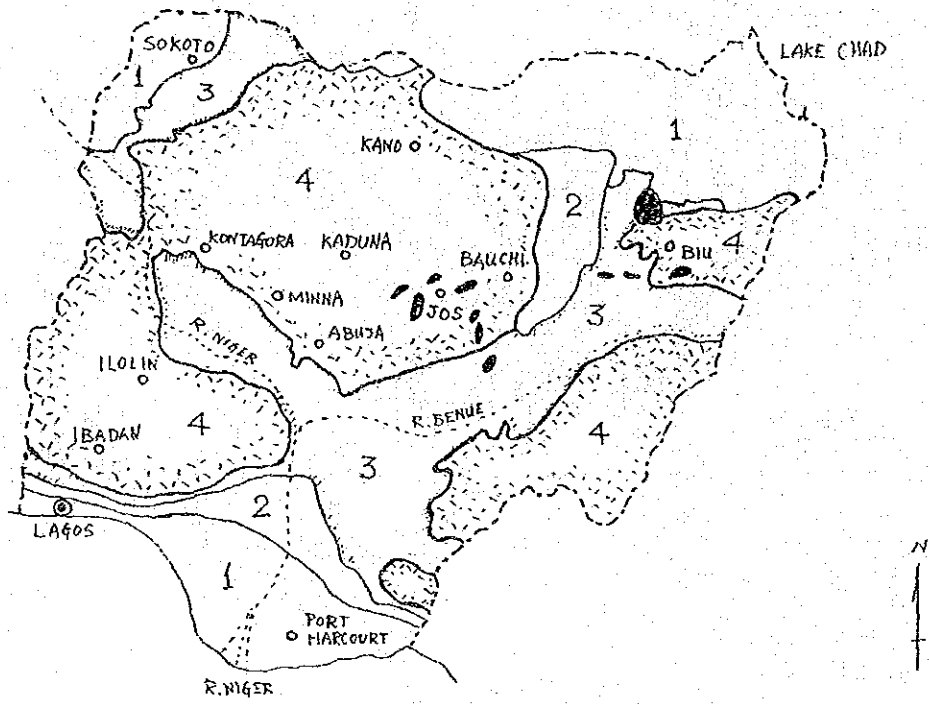 SOKOTO
LAKE CHAD
1
3
1
KANO
4
2
4
KONTAGORA
KADUNA
BAUCHI
BIU
MINNA
JOS
3
R. NIGER
ABUJA
ILOLIN
R. BENUE
4
4
IBADAN
3
2
LAGOS
1
PORT
HARCOURT
R. NIGER
N